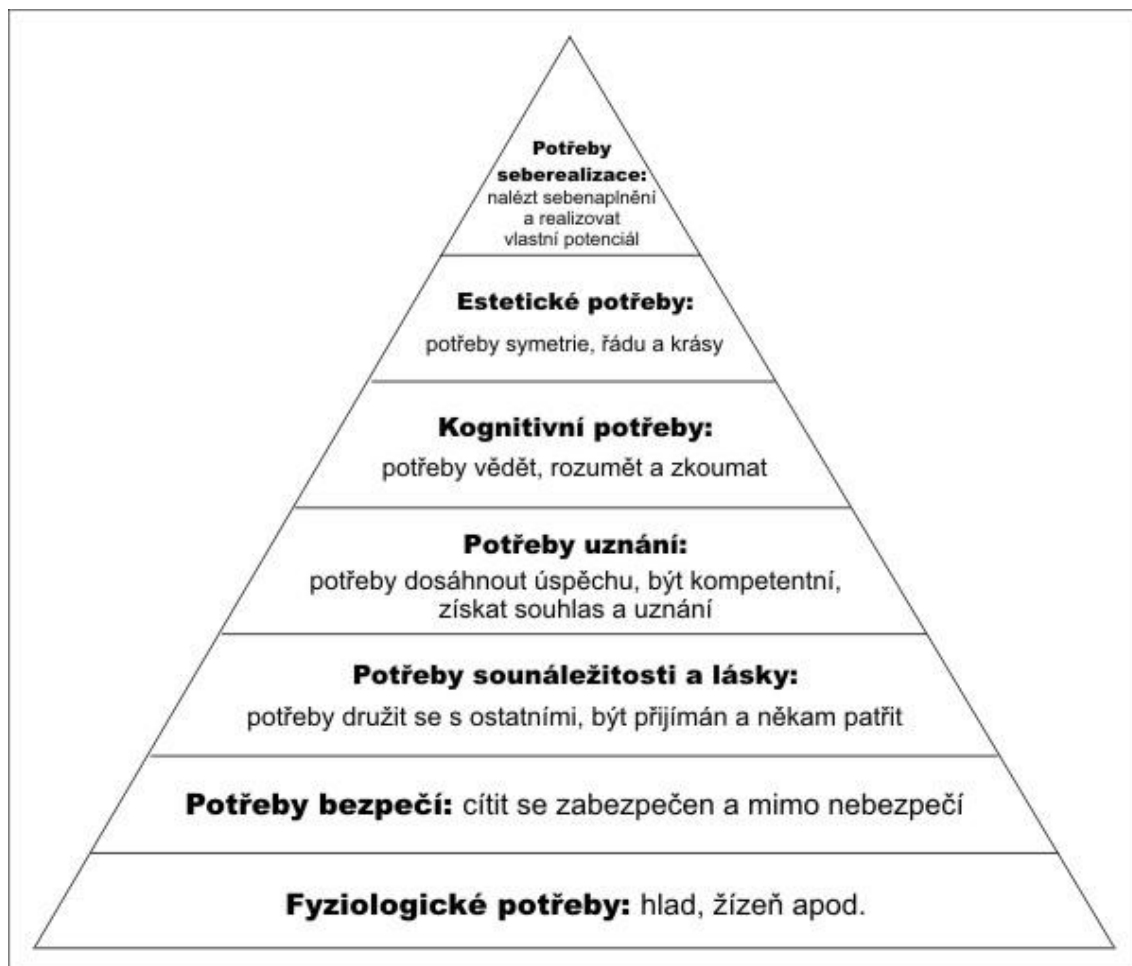 Potřeby
seberealizace:
nalézt sebenaplnění
a realizovat
vlastní potenciál
Estetické potřeby:
potřeby symetrie, řádu a krásy
Kognitivní potřeby:
potřeby vědět, rozumět a zkoumat
Potřeby uznání:
potřeby dosáhnout úspěchu, být kompetentní,
získat souhlas a uznání
Potřeby sounáležitosti a lásky:
potřeby družit se s ostatními, být přijímán a někam patřit
Potřeby bezpečí: cítit se zabezpečen a mimo nebezpečí
Fyziologické potřeby: hlad, žízeň apod.